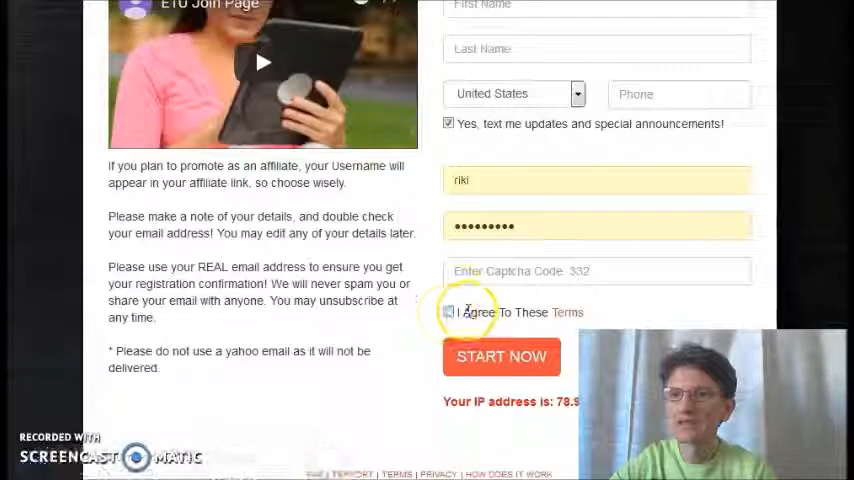 ETU Join Page
First Name
Last Name
United States
Phone
Yes, text me updates and special announcements!
If you plan to promote as an affiliate, your Username will
appear in your affiliate link, so choose wisely.
riki
Please make a note of your details, and double check
your email address! You may edit any of your details later.
Please use your REAL email address to ensure you get
your registration confirmation! We will never spam you or
share your email with anyone. You may unsubscribe at
any time.
Enter Captcha Code 332
I Agree To These Terms
* Please do not use a yahoo email as it will not be
delivered.
START NOW
Your IP address is: 78.9
RECORDED WITH
SCREENCAST MATIC
TERMS | PRIVACY | HOW DOES IT WORK